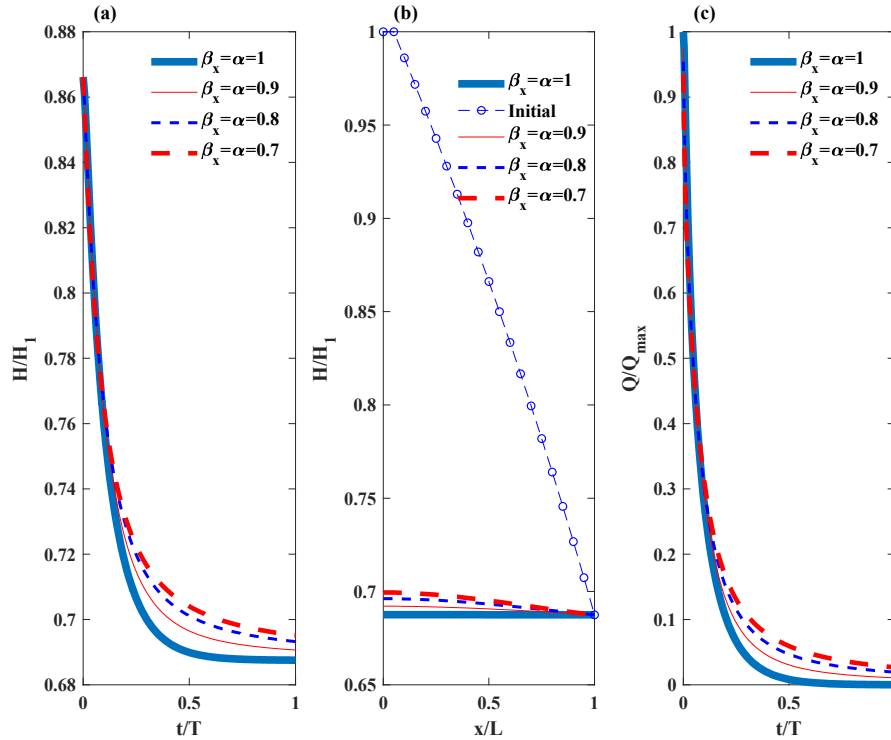 (a)
0.88
0.86
0.84
0.82
0.8
0.78
0.76
0.74
0.72
0.7
0.68
H/H₁
0
0.5
1
t/T
βₓ=α=1
βₓ=α=0.9
βₓ=α=0.8
βₓ=α=0.7
(b)
1
0.95
0.9
0.85
0.8
0.75
0.7
0.65
H/H₁
0
0.5
1
x/L
βₓ=α=1
Initial
βₓ=α=0.9
βₓ=α=0.8
βₓ=α=0.7
(c)
1
0.9
0.8
0.7
0.6
0.5
0.4
0.3
0.2
0.1
0
Q/Q_max
0
0.5
t/T
βₓ=α=1
βₓ=α=0.9
βₓ=α=0.8
βₓ=α=0.7